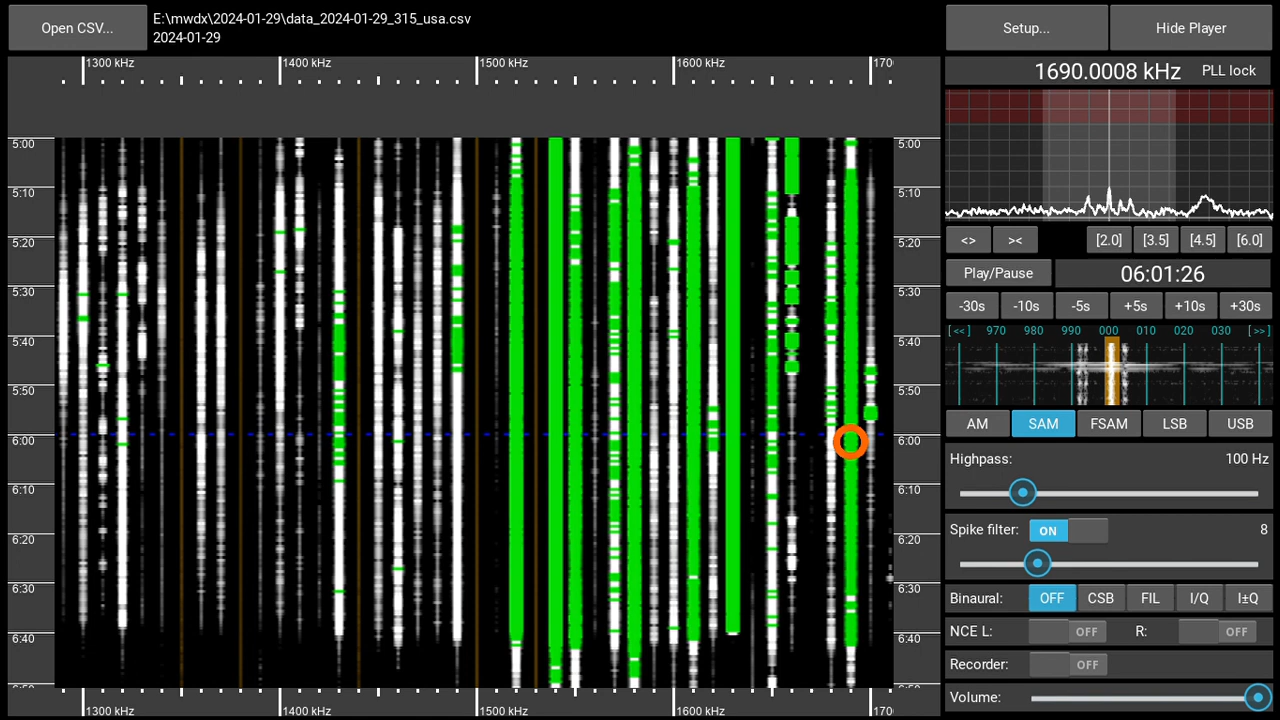 Open CSV...
E:\mwdx\2024-01-29\data_2024-01-29_315_usa.csv
2024-01-29
Setup...
Hide Player
1300 kHz 1400 kHz 1500 kHz 1600 kHz 170
1690.0008 kHz PLL lock
5:00 5:00
5:10 5:10
5:20 5:20
5:30 5:30
5:40 5:40
5:50 5:50
6:00 6:00
6:10 6:10
6:20 6:20
6:30 6:30
6:40 6:40
1300 kHz 1400 kHz 1500 kHz 1600 kHz 170
<> >< [2.0] [3.5] [4.5] [6.0]
Play/Pause 06:01:26
-30s -10s -5s +5s +10s +30s
[<<] 970 980 990 000 010 020 030 [>>]
AM SAM FSAM LSB USB
Highpass: 100 Hz
Spike filter: ON 8
Binaural: OFF CSB FIL I/Q I±Q
NCE L: OFF R: OFF
Recorder: OFF
Volume: